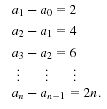 a₁ − a₀ = 2
a₂ − a₁ = 4
a₃ − a₂ = 6
⋮ ⋮ ⋮
aₙ − aₙ₋₁ = 2n.